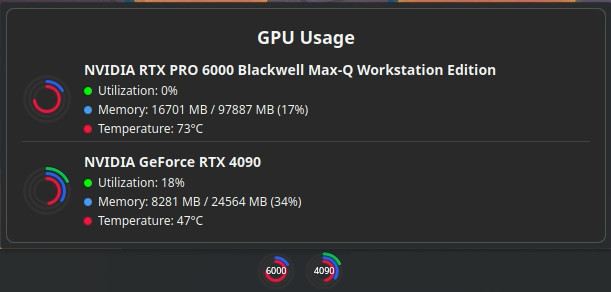 GPU Usage
NVIDIA RTX PRO 6000 Blackwell Max-Q Workstation Edition
Utilization: 0%
Memory: 16701 MB / 97887 MB (17%)
Temperature: 73°C
NVIDIA GeForce RTX 4090
Utilization: 18%
Memory: 8281 MB / 24564 MB (34%)
Temperature: 47°C
6000 4090